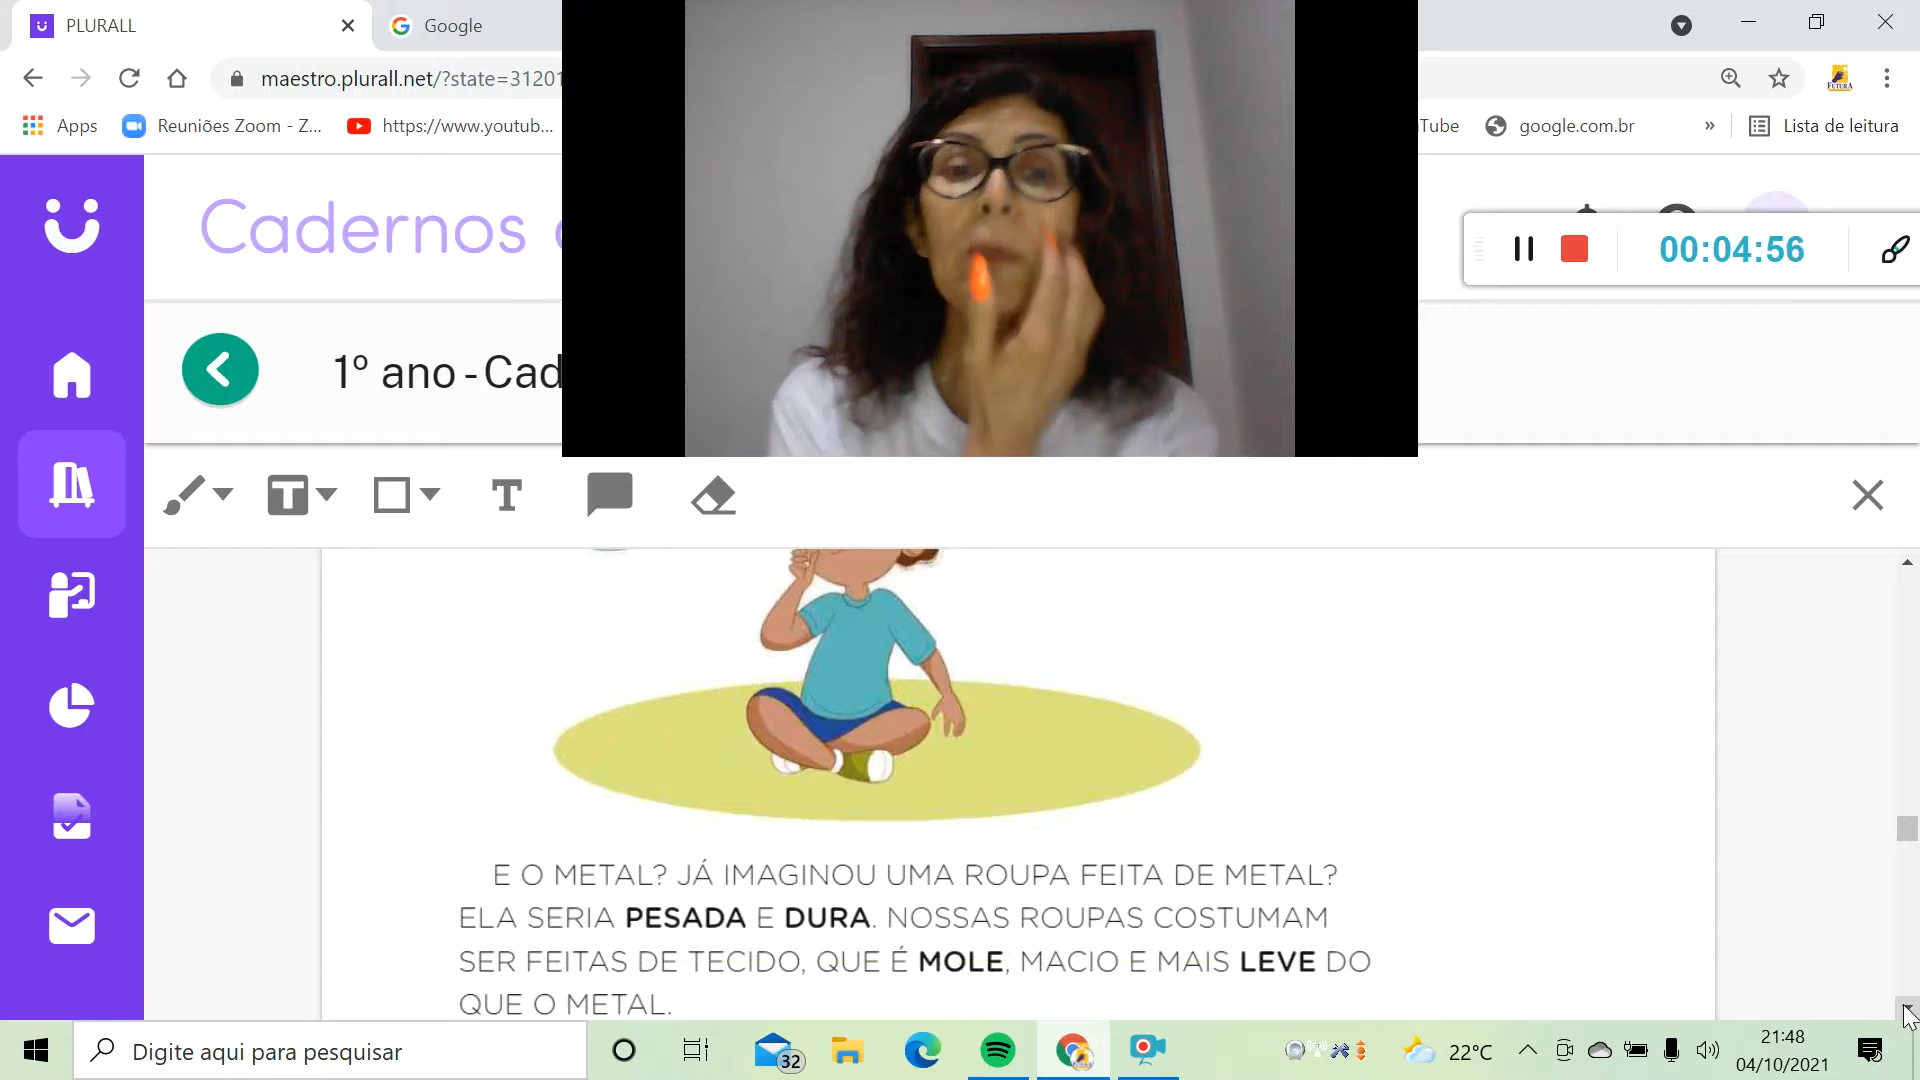 PLURALL
Google
maestro.plurall.net/?state=31201
FUTURA
Apps
Reuniões Zoom - Z...
https://www.youtub...
Tube
google.com.br
»
Lista de leitura
Cadernos
00:04:56
1º ano - Cad
T
T
E O METAL? JÁ IMAGINOU UMA ROUPA FEITA DE METAL?
ELA SERIA PESADA E DURA. NOSSAS ROUPAS COSTUMAM
SER FEITAS DE TECIDO, QUE É MOLE, MACIO E MAIS LEVE DO
QUE O METAL.
Digite aqui para pesquisar
32
22°C
21:48
04/10/2021